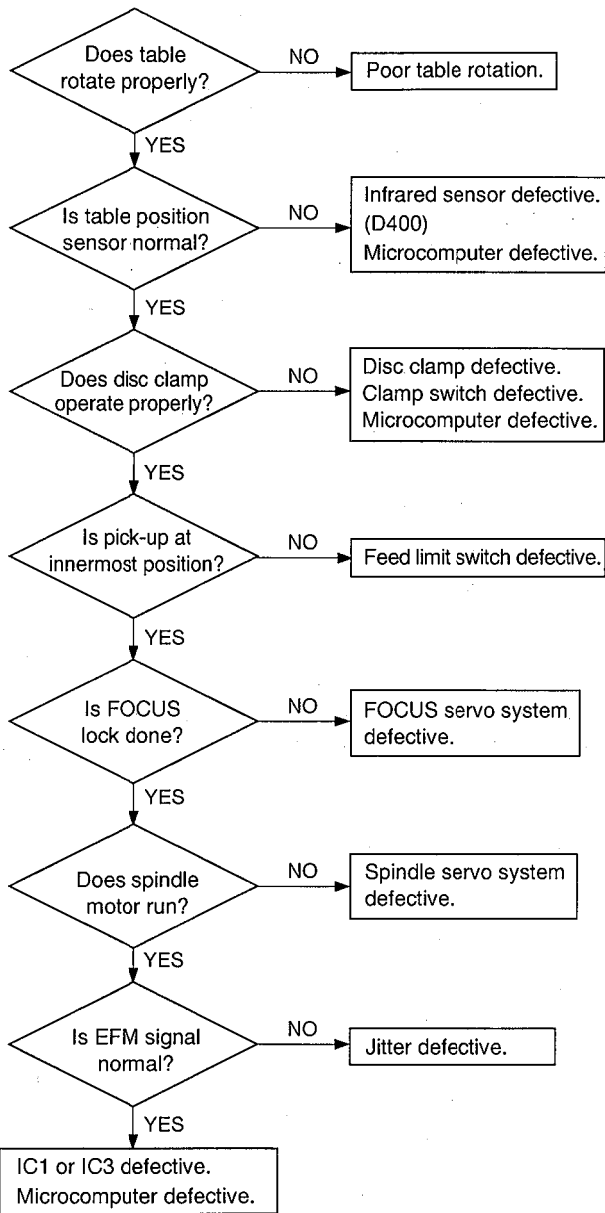 Does table
rotate properly?
NO
Poor table rotation.
YES
Is table position
sensor normal?
NO
Infrared sensor defective.
(D400)
Microcomputer defective.
YES
Does disc clamp
operate properly?
NO
Disc clamp defective.
Clamp switch defective.
Microcomputer defective.
YES
Is pick-up at
innermost position?
NO
Feed limit switch defective.
YES
Is FOCUS
lock done?
NO
FOCUS servo system
defective.
YES
Does spindle
motor run?
NO
Spindle servo system
defective.
YES
Is EFM signal
normal?
NO
Jitter defective.
YES
IC1 or IC3 defective.
Microcomputer defective.